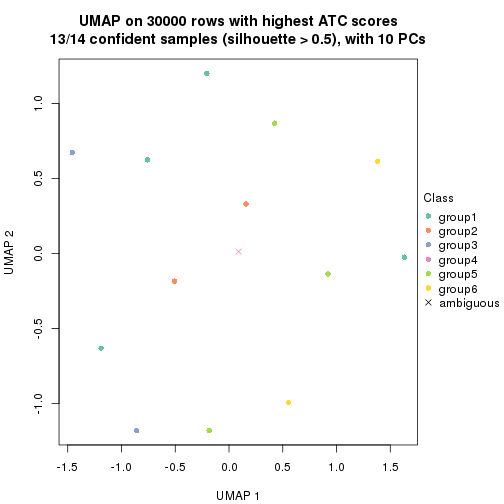 UMAP on 30000 rows with highest ATC scores
13/14 confident samples (silhouette > 0.5), with 10 PCs
1.0
0.5
0.0
-0.5
-1.0
UMAP 2
-1.5 -1.0 -0.5 0.0 0.5 1.0 1.5
UMAP 1
Class
group1
group2
group3
group4
group5
group6
ambiguous